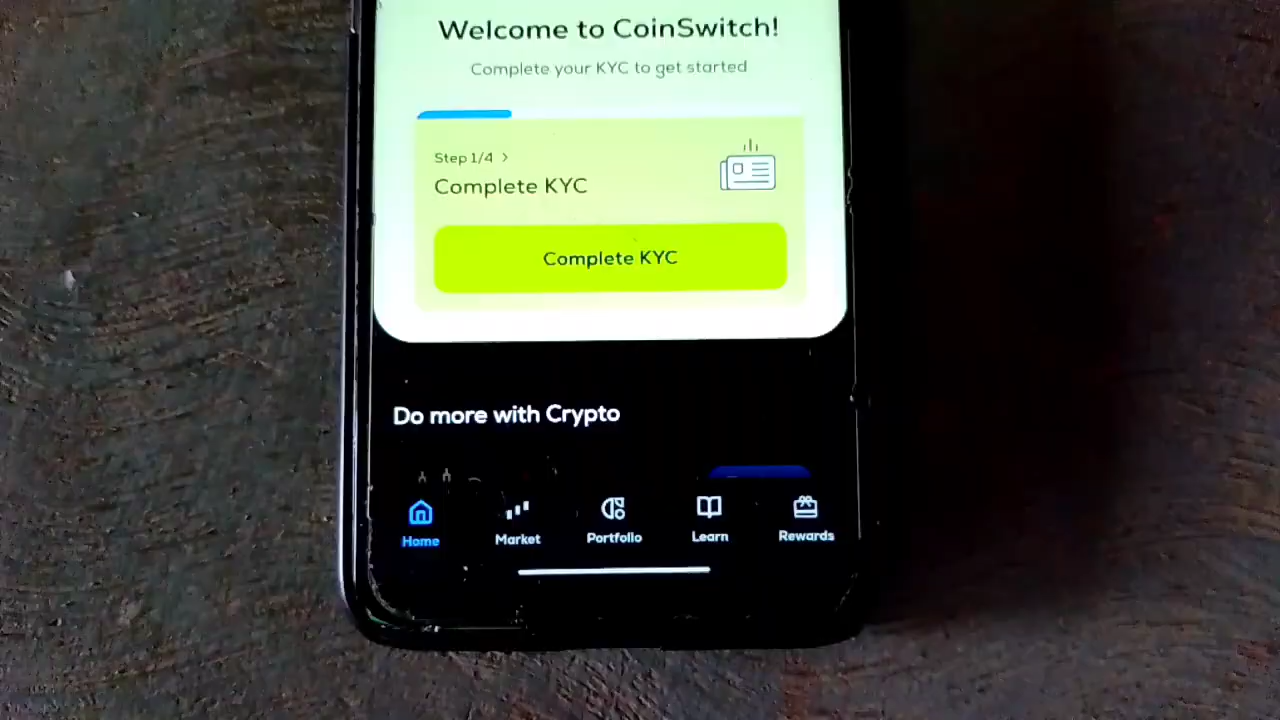 Welcome to CoinSwitch!
Complete your KYC to get started
Step 1/4 >
Complete KYC
Complete KYC
Do more with Crypto
Home
Market
Portfolio
Learn
Rewards